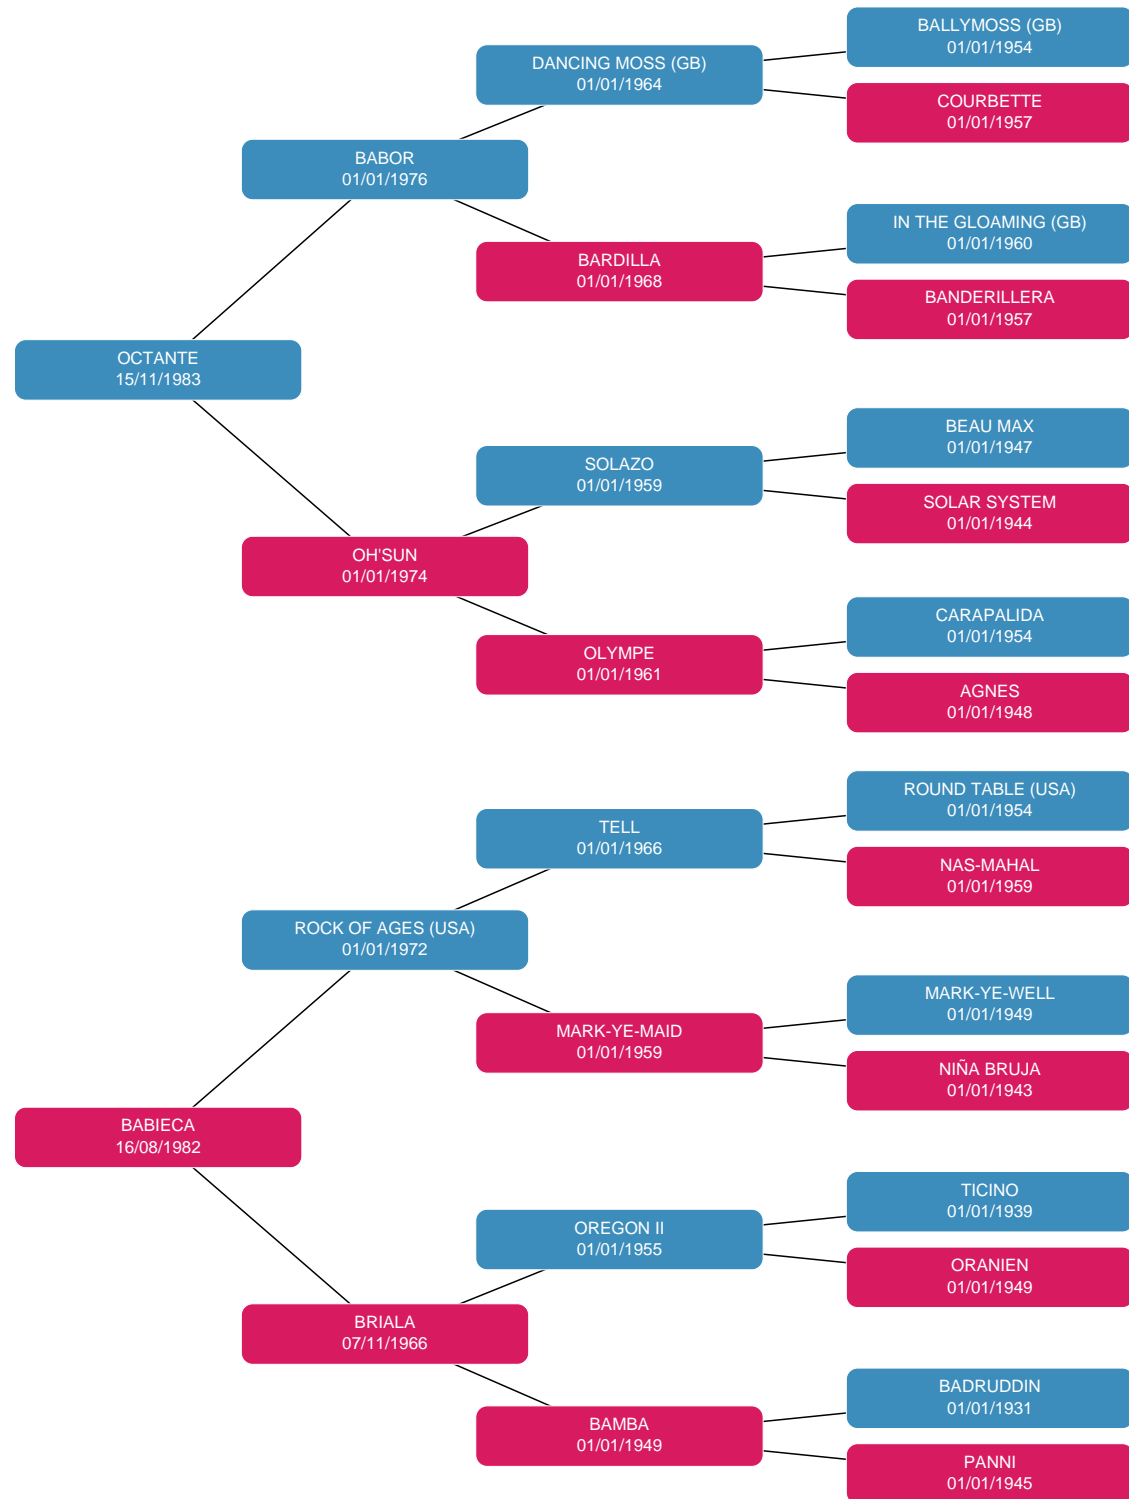 BALLYMOSS (GB)
01/01/1954
DANCING MOSS (GB)
01/01/1964
COURBETTE
01/01/1957
BABOR
01/01/1976
IN THE GLOAMING (GB)
01/01/1960
BARDILLA
01/01/1968
BANDERILLERA
01/01/1957
OCTANTE
15/11/1983
BEAU MAX
01/01/1947
SOLAZO
01/01/1959
SOLAR SYSTEM
01/01/1944
OH'SUN
01/01/1974
CARAPALIDA
01/01/1954
OLYMPE
01/01/1961
AGNES
01/01/1948
ROUND TABLE (USA)
01/01/1954
TELL
01/01/1966
NAS-MAHAL
01/01/1959
ROCK OF AGES (USA)
01/01/1972
MARK-YE-WELL
01/01/1949
MARK-YE-MAID
01/01/1959
NIÑA BRUJA
01/01/1943
BABIECA
16/08/1982
TICINO
01/01/1939
OREGON II
01/01/1955
ORANIEN
01/01/1949
BRIALA
07/11/1966
BADRUDDIN
01/01/1931
BAMBA
01/01/1949
PANNI
01/01/1945